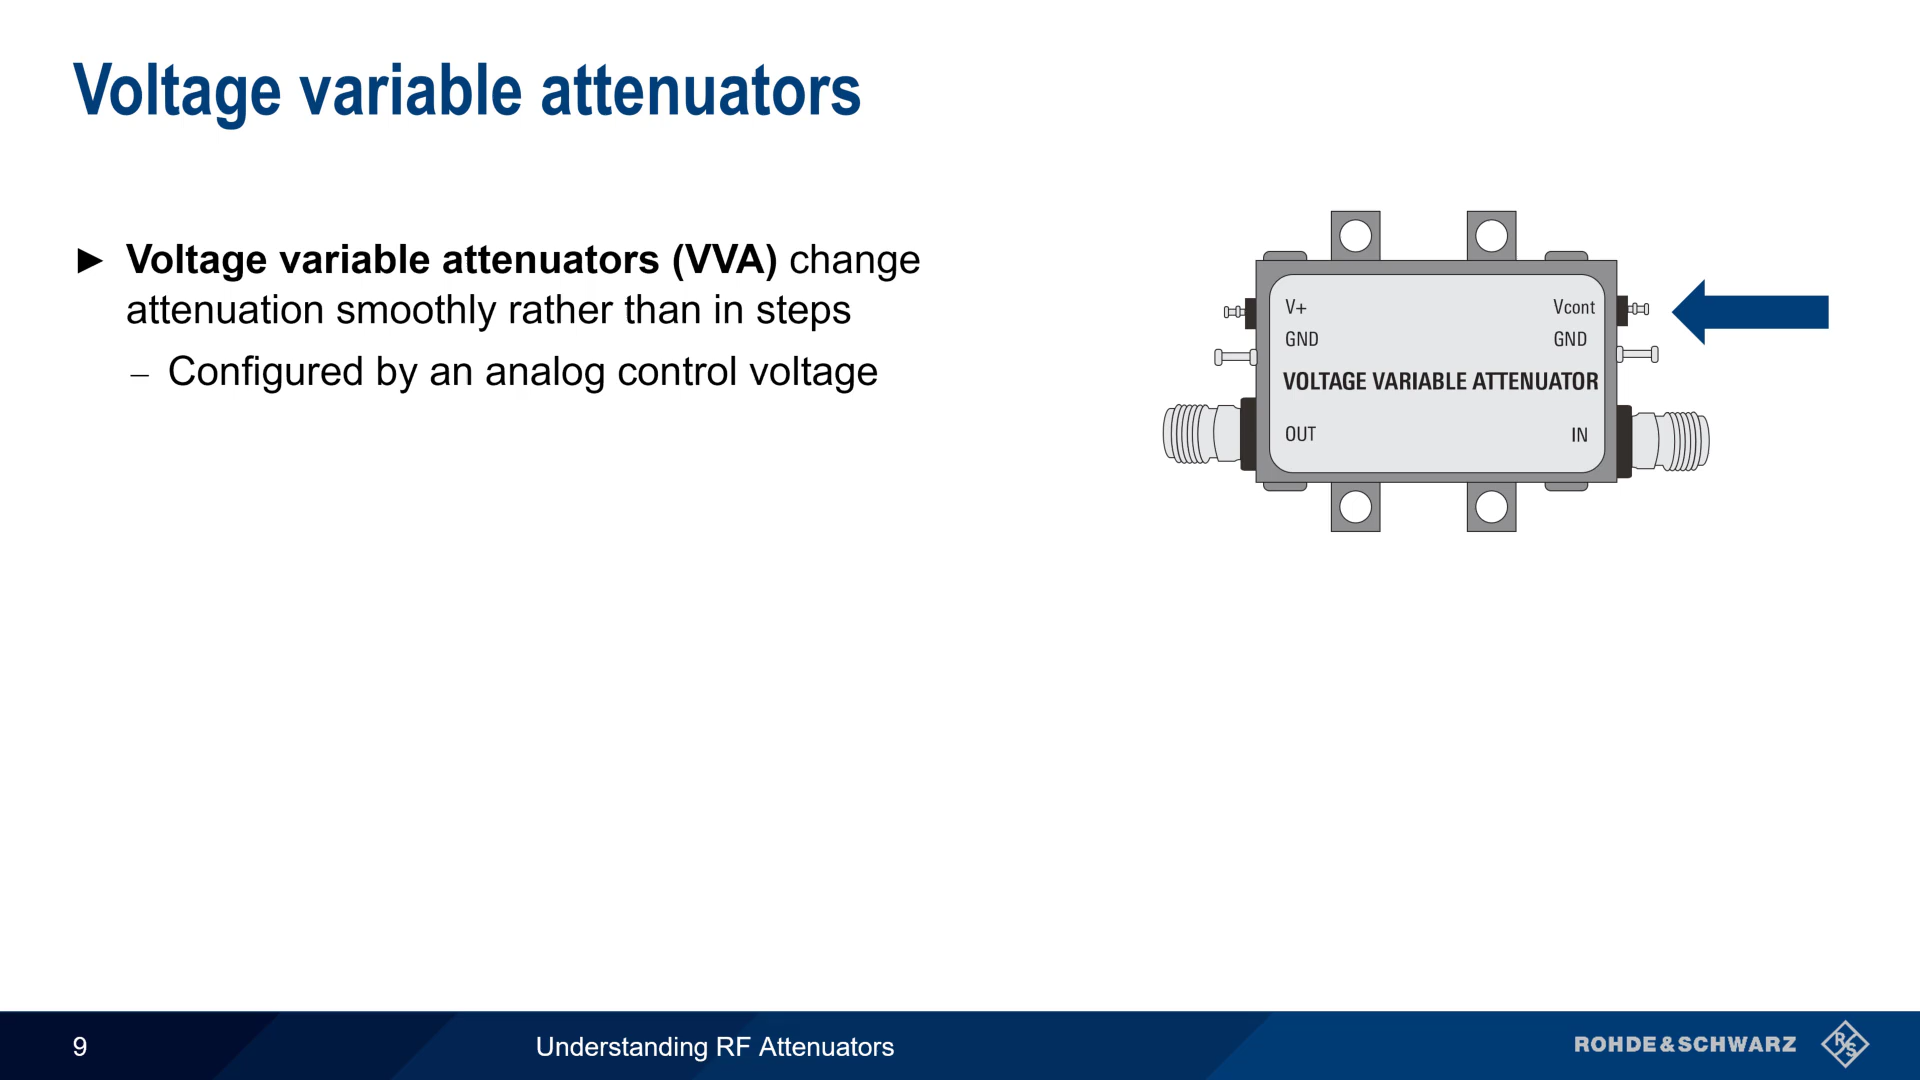 Voltage variable attenuators
► Voltage variable attenuators (VVA) change
attenuation smoothly rather than in steps
– Configured by an analog control voltage
V+ Vcont
GND GND
VOLTAGE VARIABLE ATTENUATOR
OUT IN
9 Understanding RF Attenuators ROHDE&SCHWARZ R&S